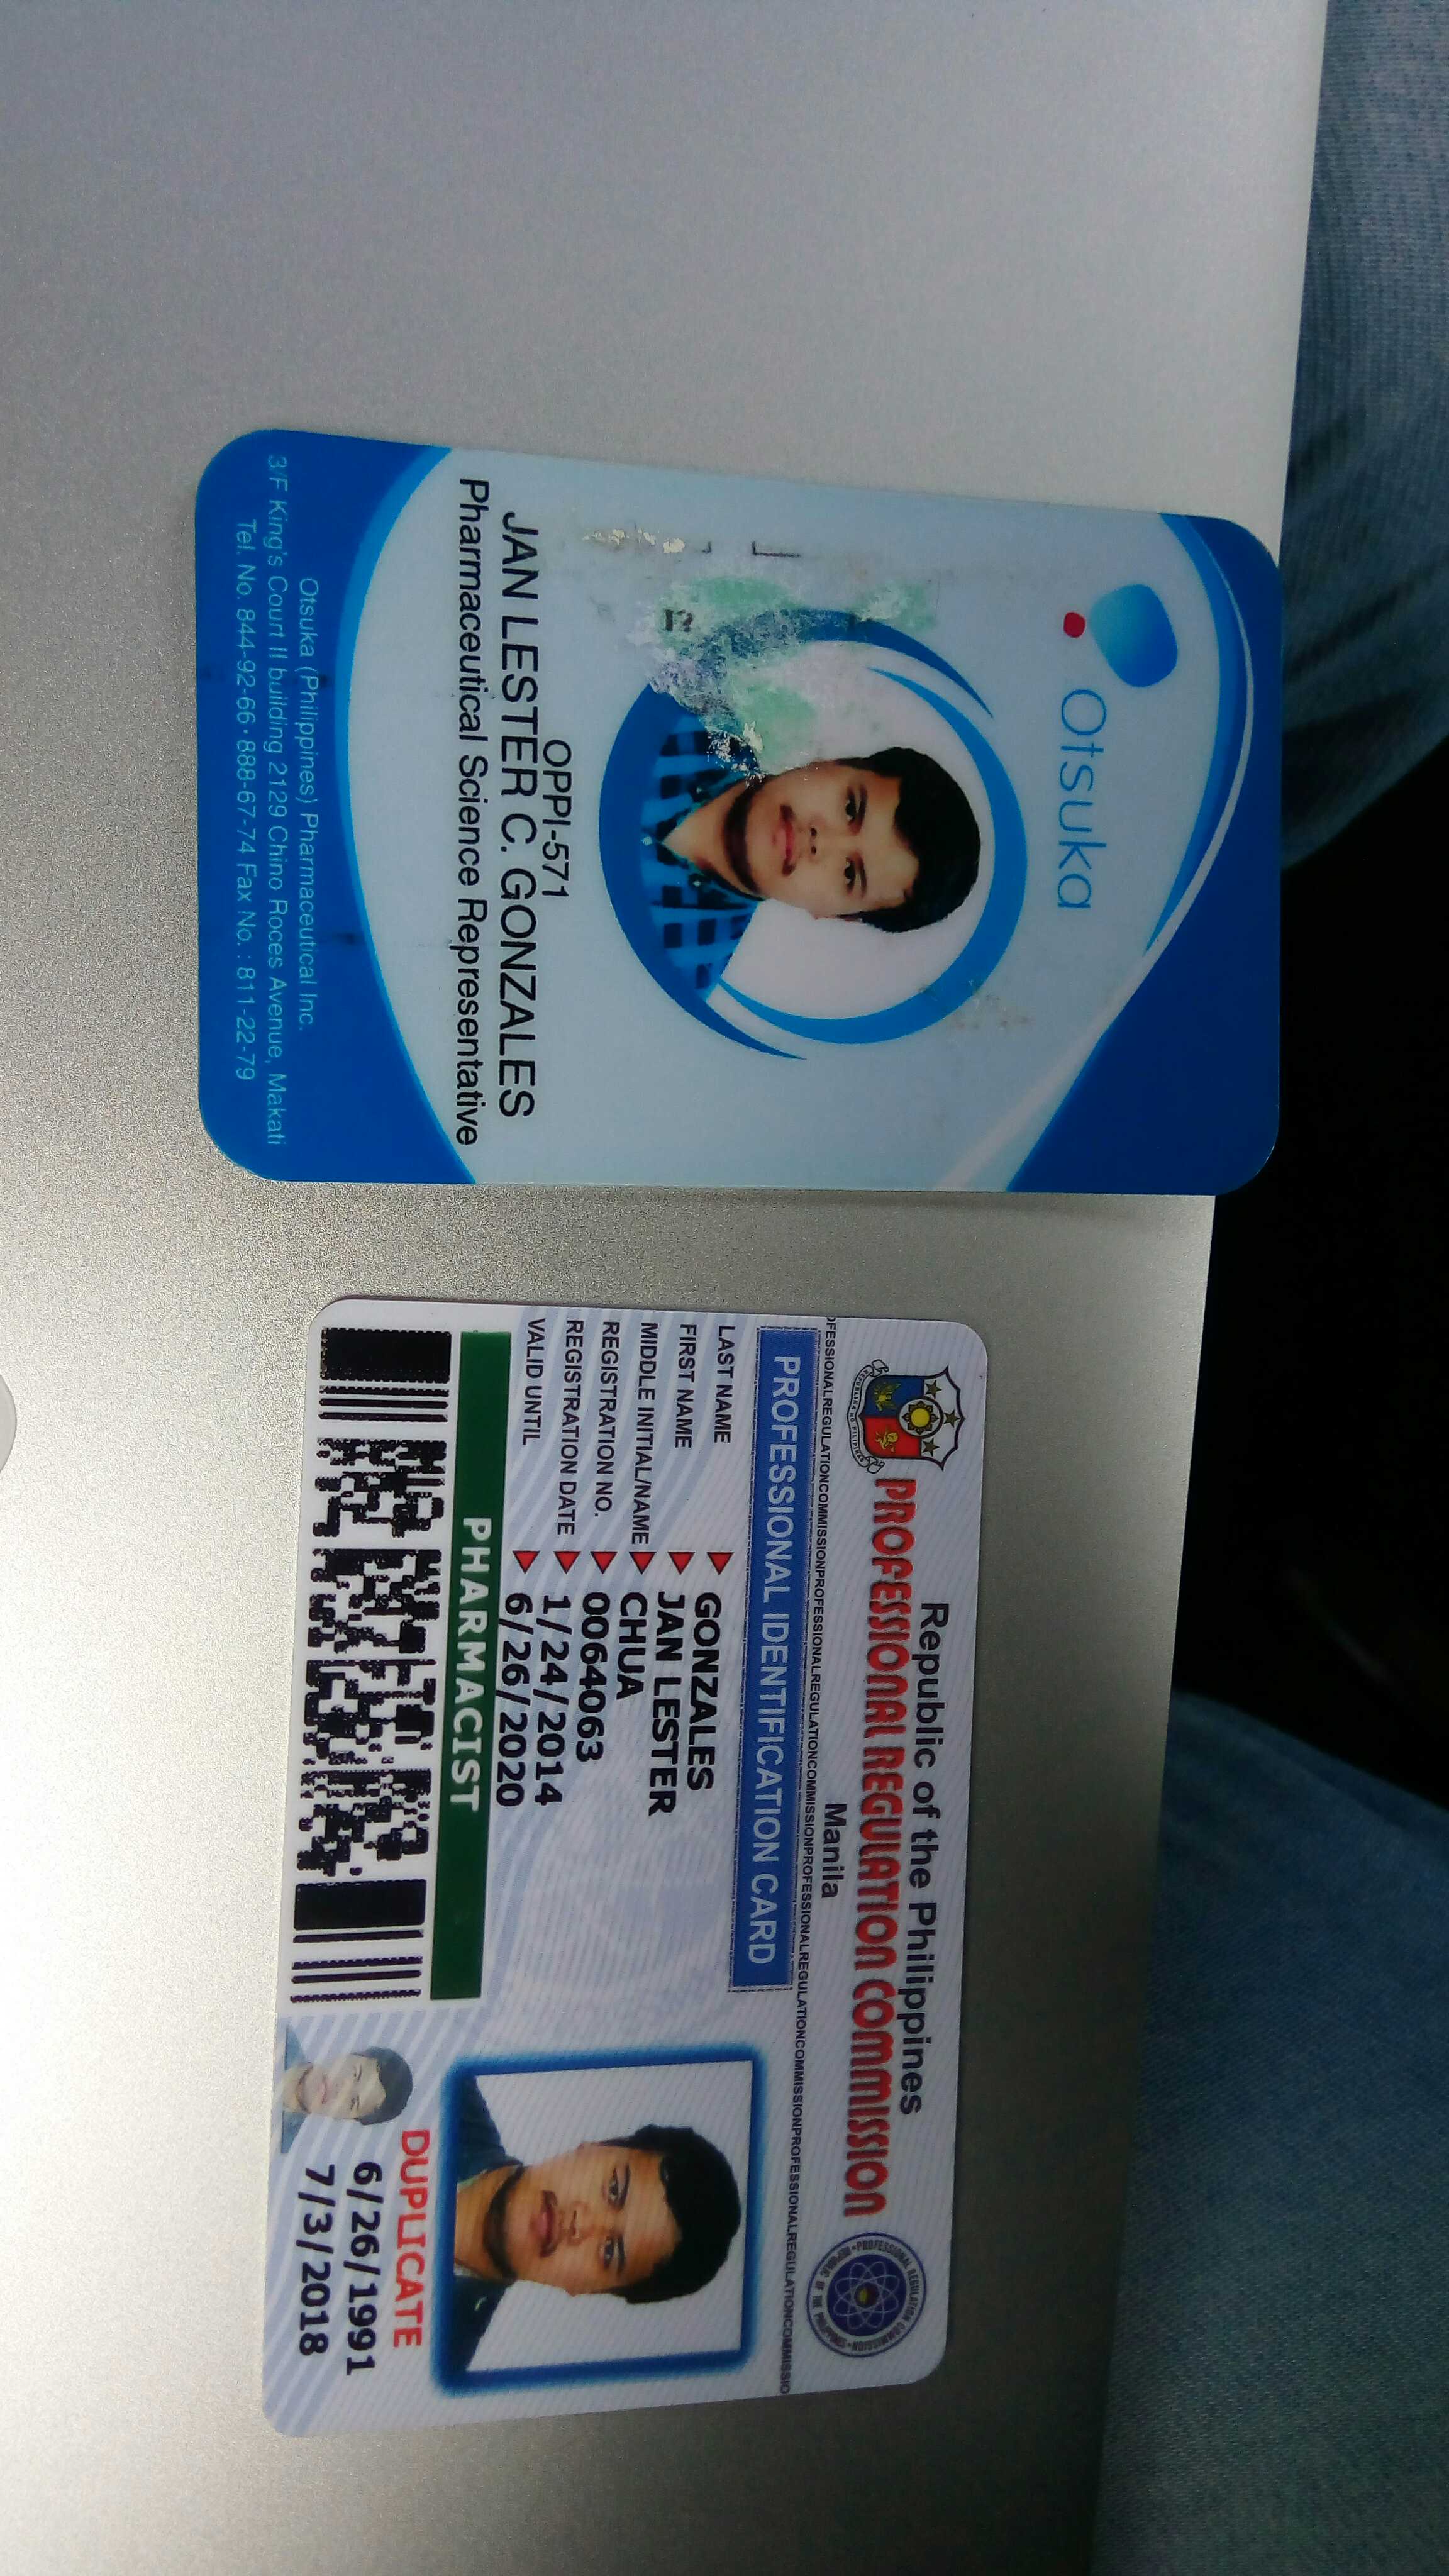 Otsuka
OPPI-571
JAN LESTER C. GONZALES
Pharmaceutical Science Representative
Otsuka (Philippines) Pharmaceutical Inc.
3/F King's Court II building 2129 Chino Roces Avenue, Makati
Tel. No. 844-92-66 • 888-67-74 Fax No. : 811-22-79
Republic of the Philippines
PROFESSIONAL REGULATION COMMISSION
Manila
PROFESSIONAL IDENTIFICATION CARD
LAST NAME GONZALES
FIRST NAME JAN LESTER
MIDDLE INITIAL/NAME CHUA
REGISTRATION NO. 0064063
REGISTRATION DATE 1/24/2014
VALID UNTIL 6/26/2020
PHARMACIST
DUPLICATE
6/26/1991
7/3/2018